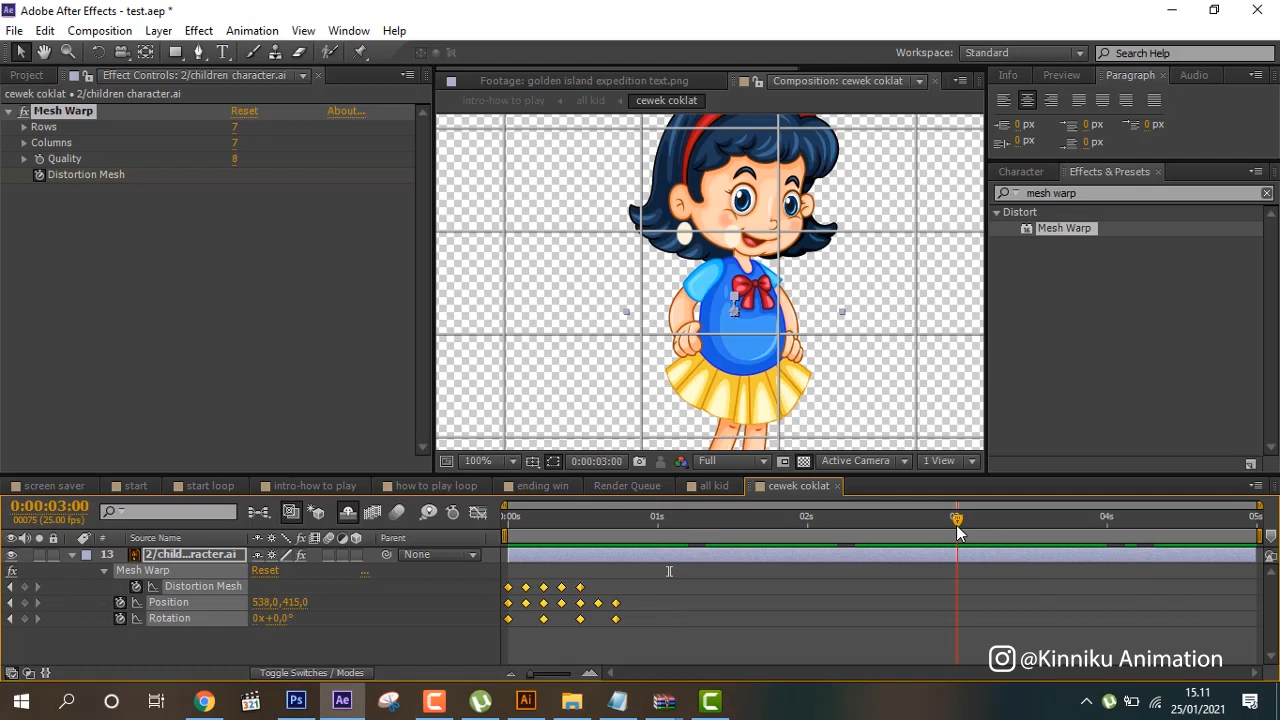 Adobe After Effects - test.aep *
File Edit Composition Layer Effect Animation View Window Help
Workspace: Standard Search Help
Project Effect Controls: 2/children character.ai
Footage: golden island expedition text.png Composition: cewek coklat
Info Preview Paragraph Audio
cewek coklat • 2/children character.ai
intro-how to play all kid cewek coklat
Mesh Warp Reset About...
Rows 7
Columns 7
Quality 8
Distortion Mesh
0 px 0 px 0 px
0 px 0 px
Character Effects & Presets
mesh warp
Distort
Mesh Warp
100% 0:00:03:00 Full Active Camera 1 View
screen saver start start loop intro-how to play how to play loop ending win Render Queue all kid cewek coklat
0:00:03:00
00075 (25.00 fps)
0:00s 01s 02s 03s 04s 05s
# Source Name Parent
13 2/child...racter.ai None
Mesh Warp Reset ...
Distortion Mesh
Position 538,0,415,0
Rotation 0x+0,0°
@Kinniku Animation
Toggle Switches / Modes
15.11
25/01/2021